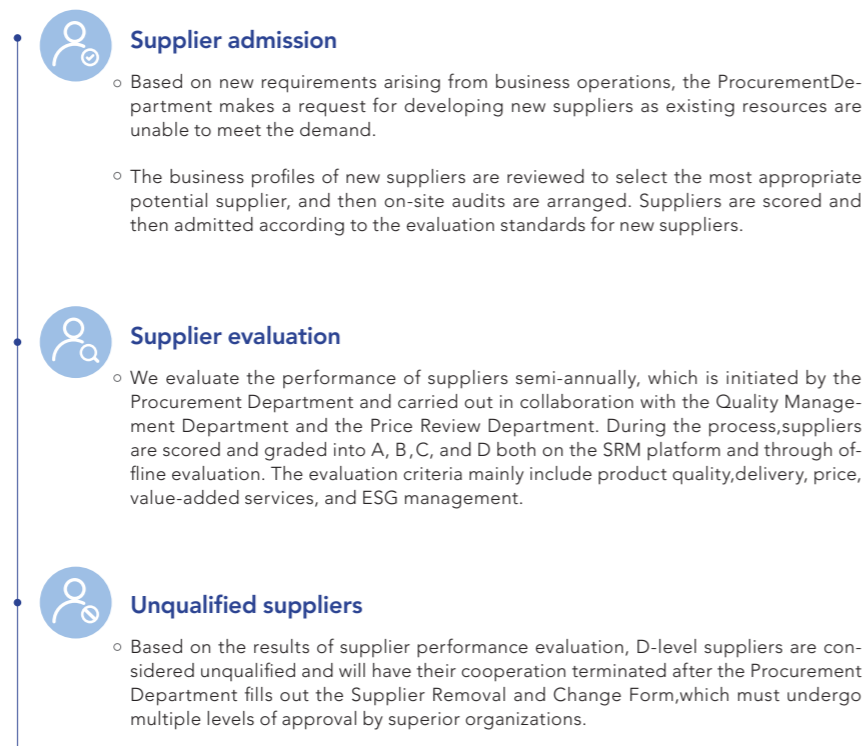 Supplier admission
Based on new requirements arising from business operations, the ProcurementDe-
partment makes a request for developing new suppliers as existing resources are
unable to meet the demand.
The business profiles of new suppliers are reviewed to select the most appropriate
potential supplier, and then on-site audits are arranged. Suppliers are scored and
then admitted according to the evaluation standards for new suppliers.
Supplier evaluation
We evaluate the performance of suppliers semi-annually, which is initiated by the
Procurement Department and carried out in collaboration with the Quality Manage-
ment Department and the Price Review Department. During the process,suppliers
are scored and graded into A, B,C, and D both on the SRM platform and through of-
fline evaluation. The evaluation criteria mainly include product quality,delivery, price,
value-added services, and ESG management.
Unqualified suppliers
Based on the results of supplier performance evaluation, D-level suppliers are con-
sidered unqualified and will have their cooperation terminated after the Procurement
Department fills out the Supplier Removal and Change Form,which must undergo
multiple levels of approval by superior organizations.